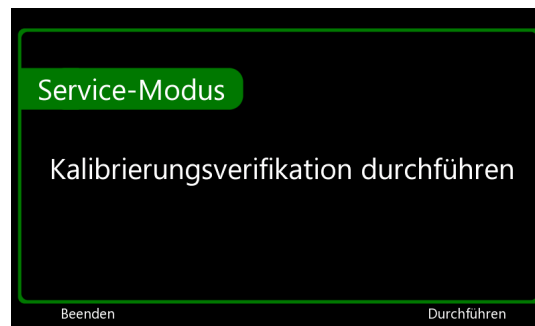 Service-Modus
Kalibrierungsverifikation durchführen
Beenden Durchführen